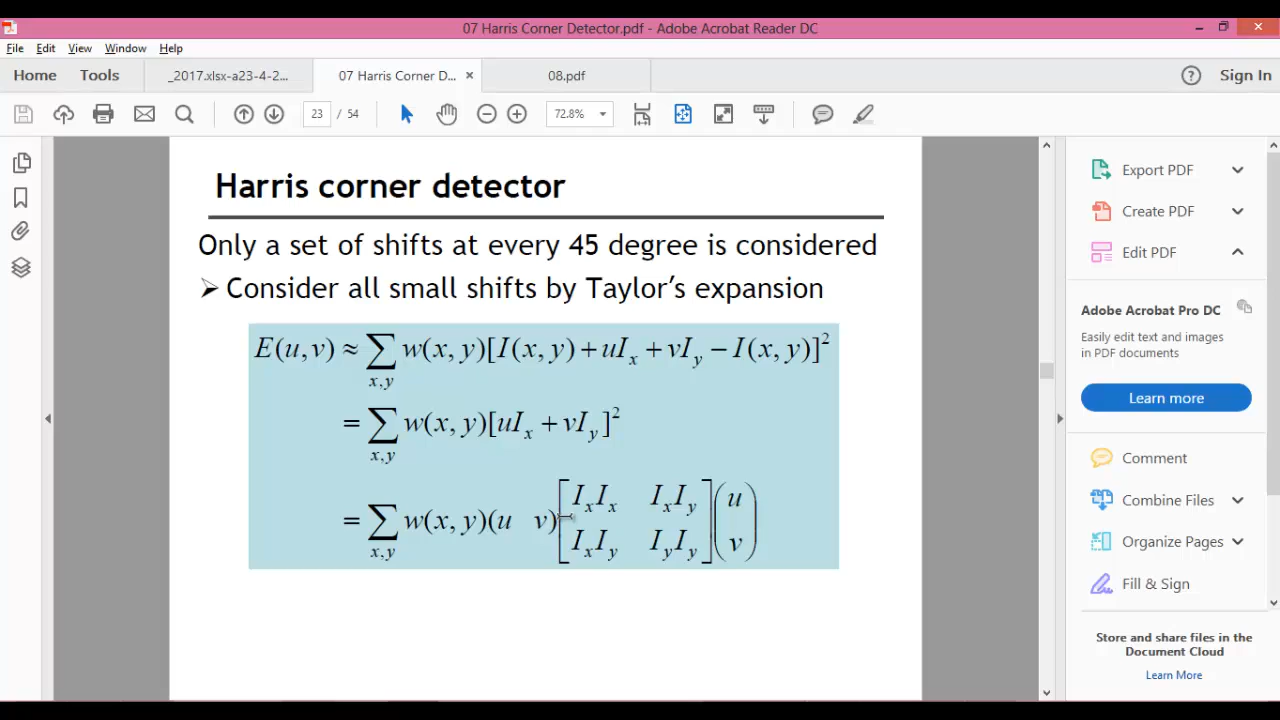 07 Harris Corner Detector.pdf - Adobe Acrobat Reader DC
File Edit View Window Help
Home Tools _2017.xlsx-a23-4-2... 07 Harris Corner D... × 08.pdf Sign In
23 / 54 72.8%
Harris corner detector
Only a set of shifts at every 45 degree is considered
➢ Consider all small shifts by Taylor’s expansion
E(u,v) ≈ ∑ w(x, y)[I(x, y) + uI_x + vI_y − I(x, y)]²
x,y
= ∑ w(x, y)[uI_x + vI_y]²
x,y
= ∑ w(x, y)(u v)[I_xI_x I_xI_y](u)
x,y [I_xI_y I_yI_y](v)
Export PDF
Create PDF
Edit PDF
Adobe Acrobat Pro DC
Easily edit text and images
in PDF documents
Learn more
Comment
Combine Files
Organize Pages
Fill & Sign
Store and share files in the
Document Cloud
Learn More